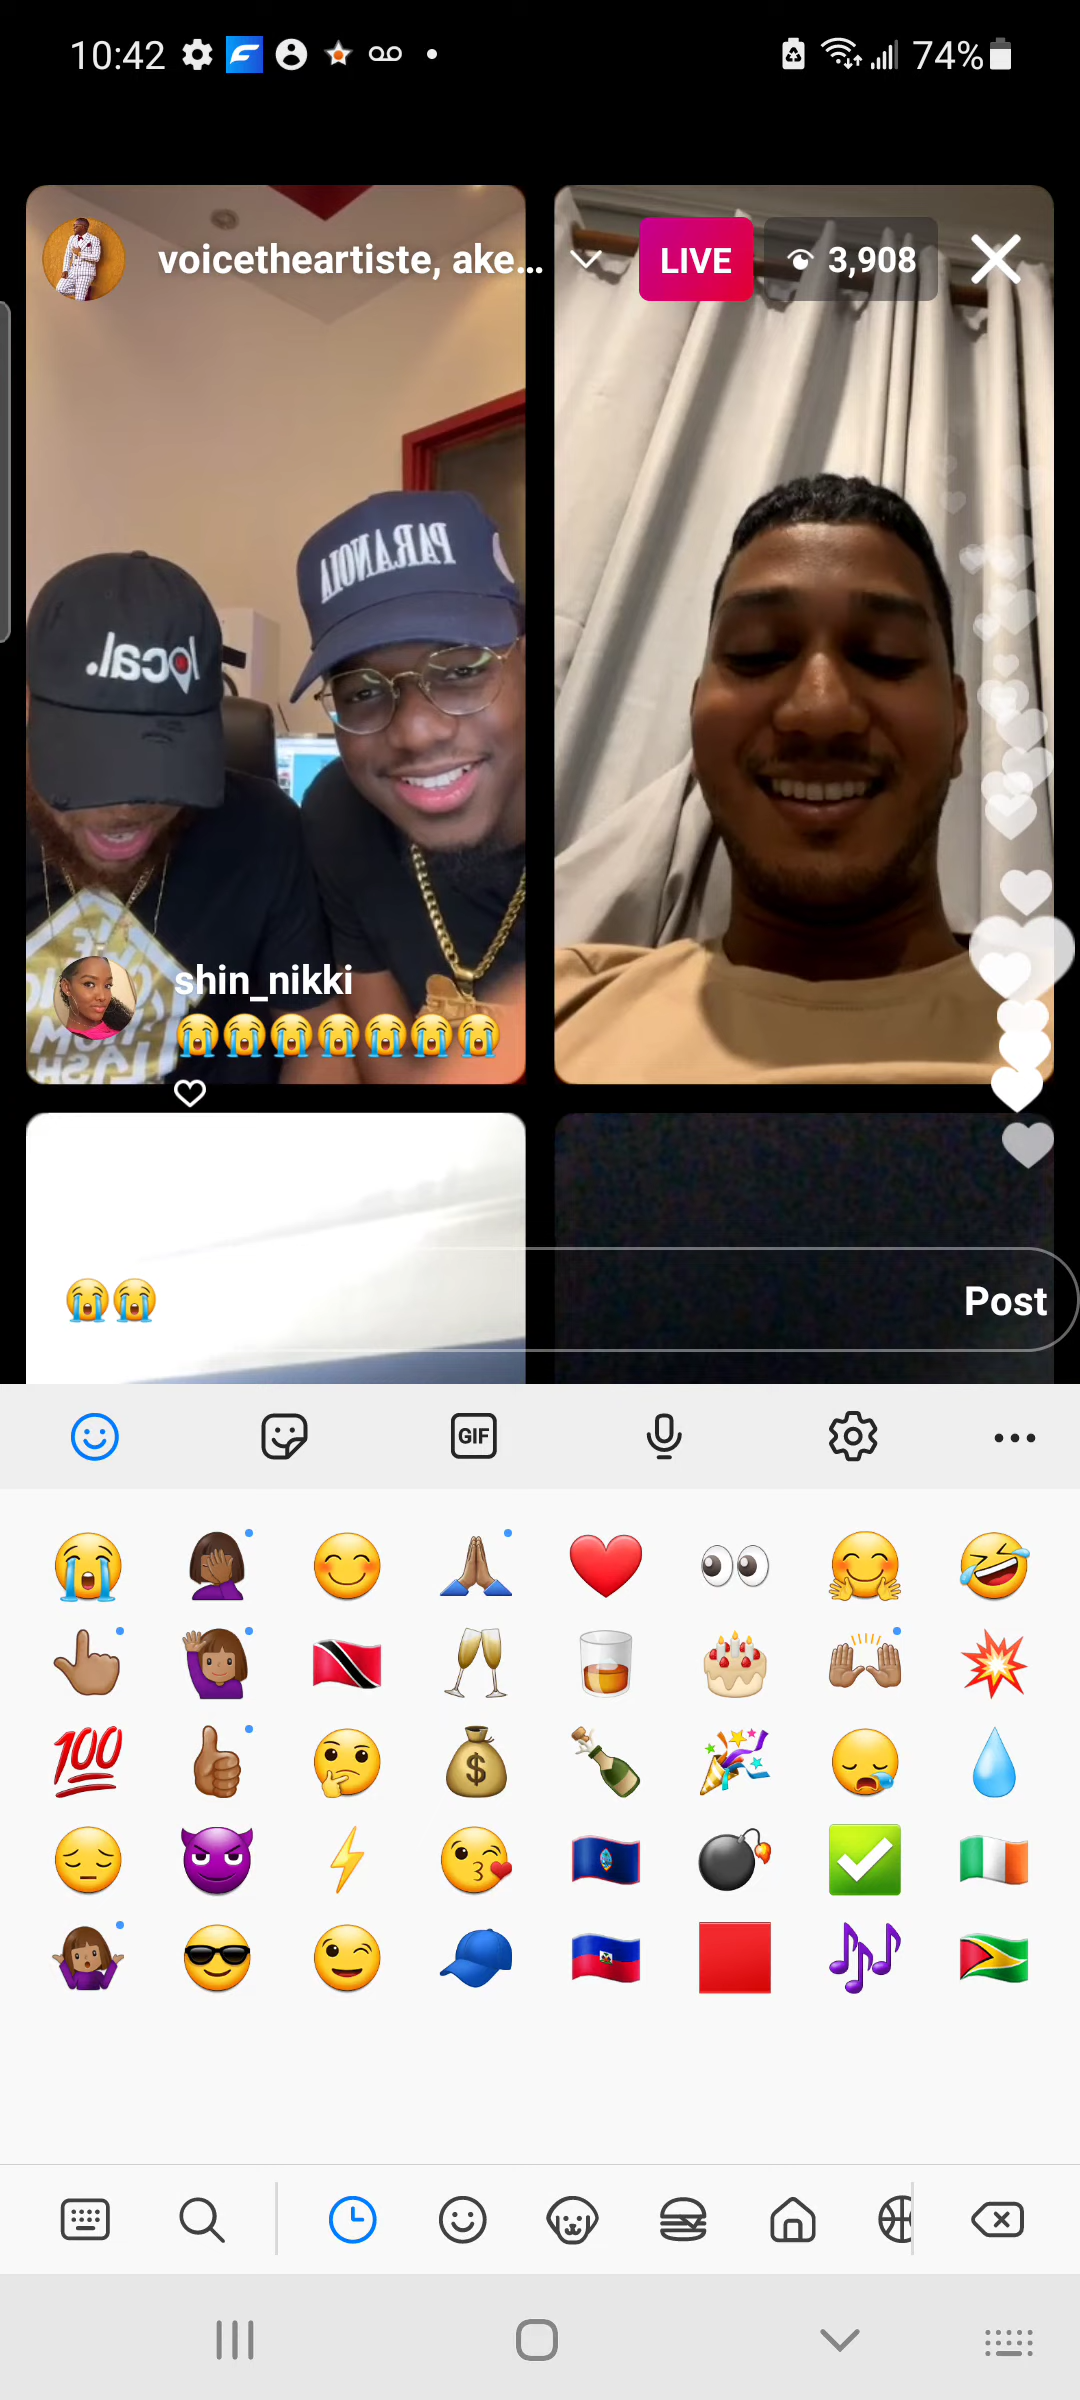 10:42
74%
voicetheartiste, ake...
LIVE
3,908
PARANOIA
local.
shin_nikki
😭😭😭😭😭😭😭
😭😭
Post
GIF